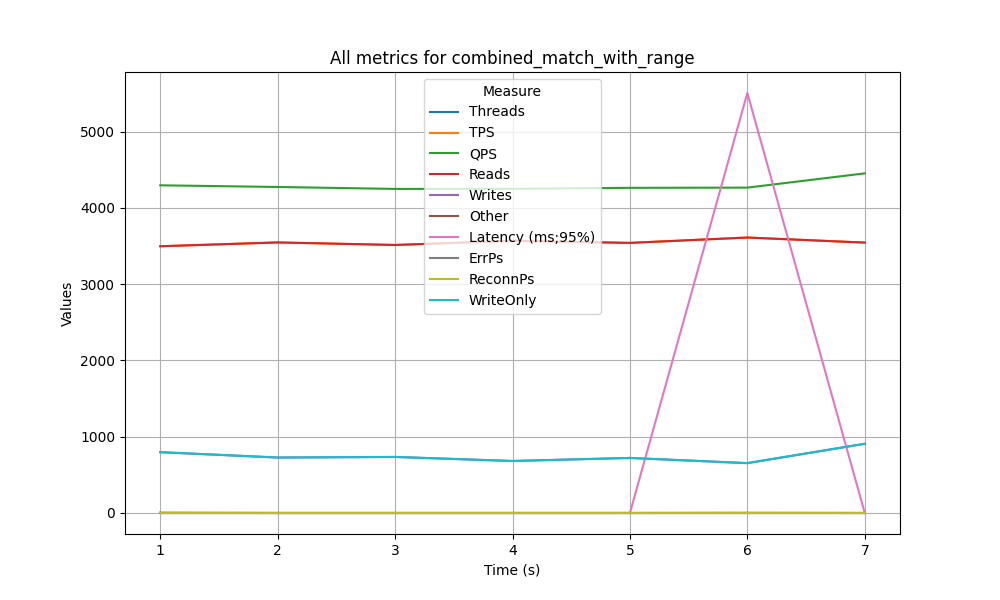 All metrics for combined_match_with_range
Measure
Threads
TPS
QPS
Reads
Writes
Other
Latency (ms;95%)
ErrPs
ReconnPs
WriteOnly
Values
5000
4000
3000
2000
1000
0
1 2 3 4 5 6 7
Time (s)